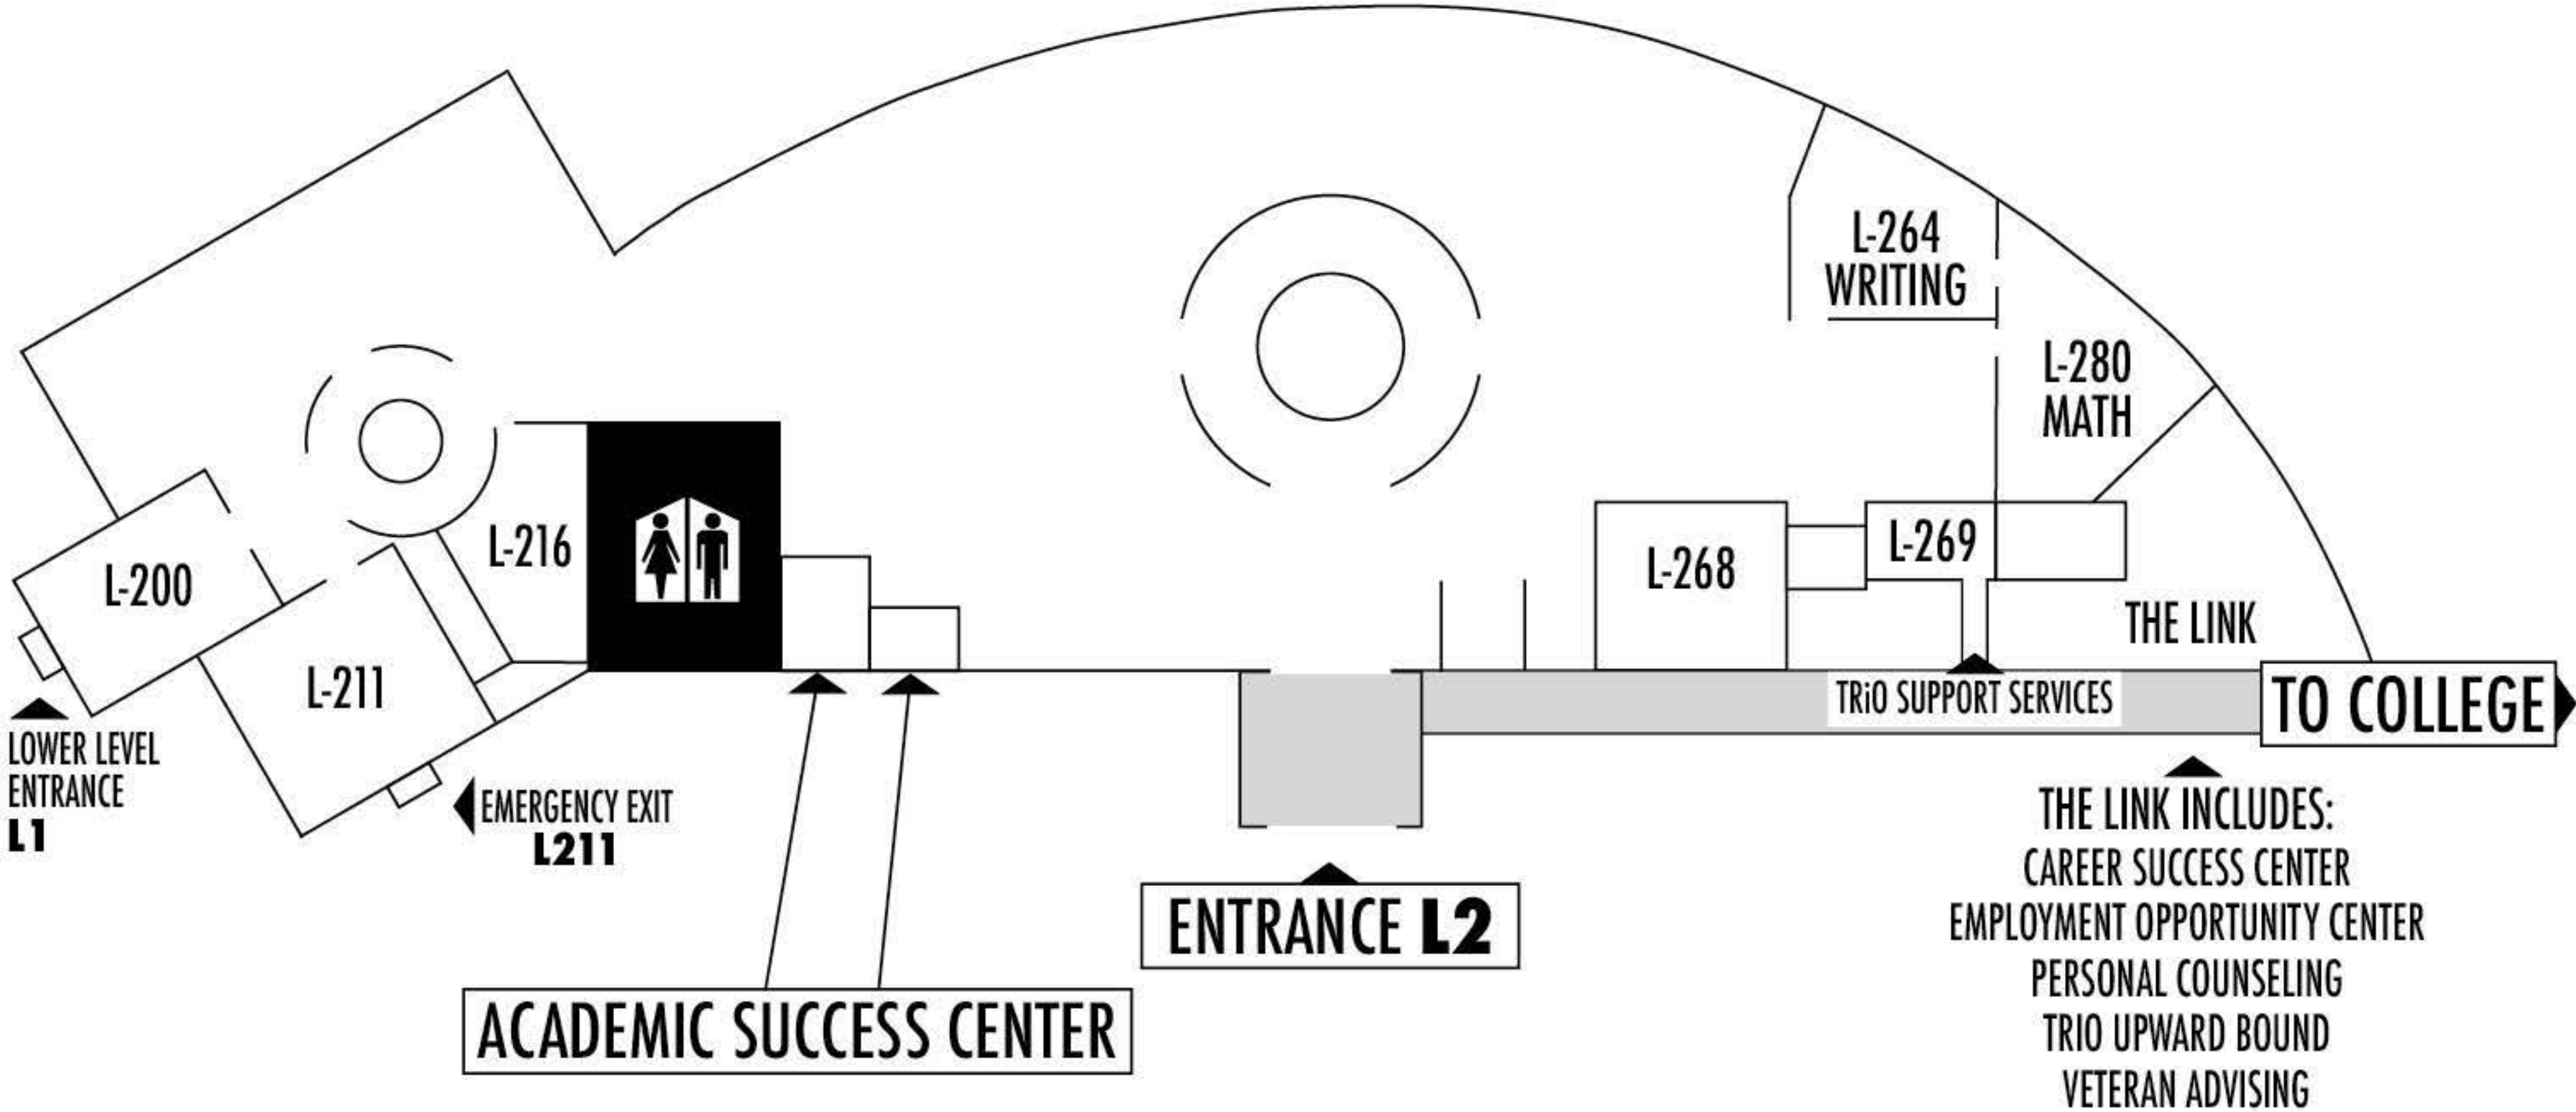 L-264
WRITING
L-280
MATH
L-216
L-200
L-268
L-269
L-211
THE LINK
TRiO SUPPORT SERVICES
TO COLLEGE
LOWER LEVEL
ENTRANCE
L1
EMERGENCY EXIT
L211
ENTRANCE L2
ACADEMIC SUCCESS CENTER
THE LINK INCLUDES:
CAREER SUCCESS CENTER
EMPLOYMENT OPPORTUNITY CENTER
PERSONAL COUNSELING
TRIO UPWARD BOUND
VETERAN ADVISING